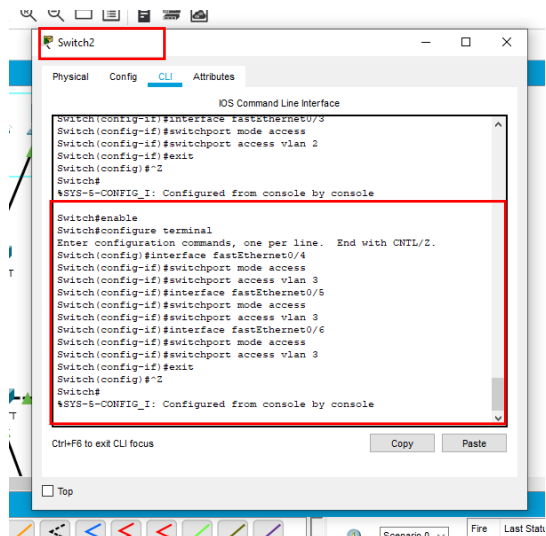 Switch2
Physical Config CLI Attributes
IOS Command Line Interface
Switch(config-if)#interface fastEthernet0/3
Switch(config-if)#switchport mode access
Switch(config-if)#switchport access vlan 2
Switch(config-if)#exit
Switch(config)#^Z
Switch#
%SYS-5-CONFIG_I: Configured from console by console
Switch#enable
Switch#configure terminal
Enter configuration commands, one per line. End with CNTL/Z.
Switch(config)#interface fastEthernet0/4
Switch(config-if)#switchport mode access
Switch(config-if)#switchport access vlan 3
Switch(config-if)#interface fastEthernet0/5
Switch(config-if)#switchport mode access
Switch(config-if)#switchport access vlan 3
Switch(config-if)#interface fastEthernet0/6
Switch(config-if)#switchport mode access
Switch(config-if)#switchport access vlan 3
Switch(config-if)#exit
Switch(config)#^Z
Switch#
%SYS-5-CONFIG_I: Configured from console by console
Ctrl+F6 to exit CLI focus
Copy Paste
Top
Scenario 0 Fire Last Statu